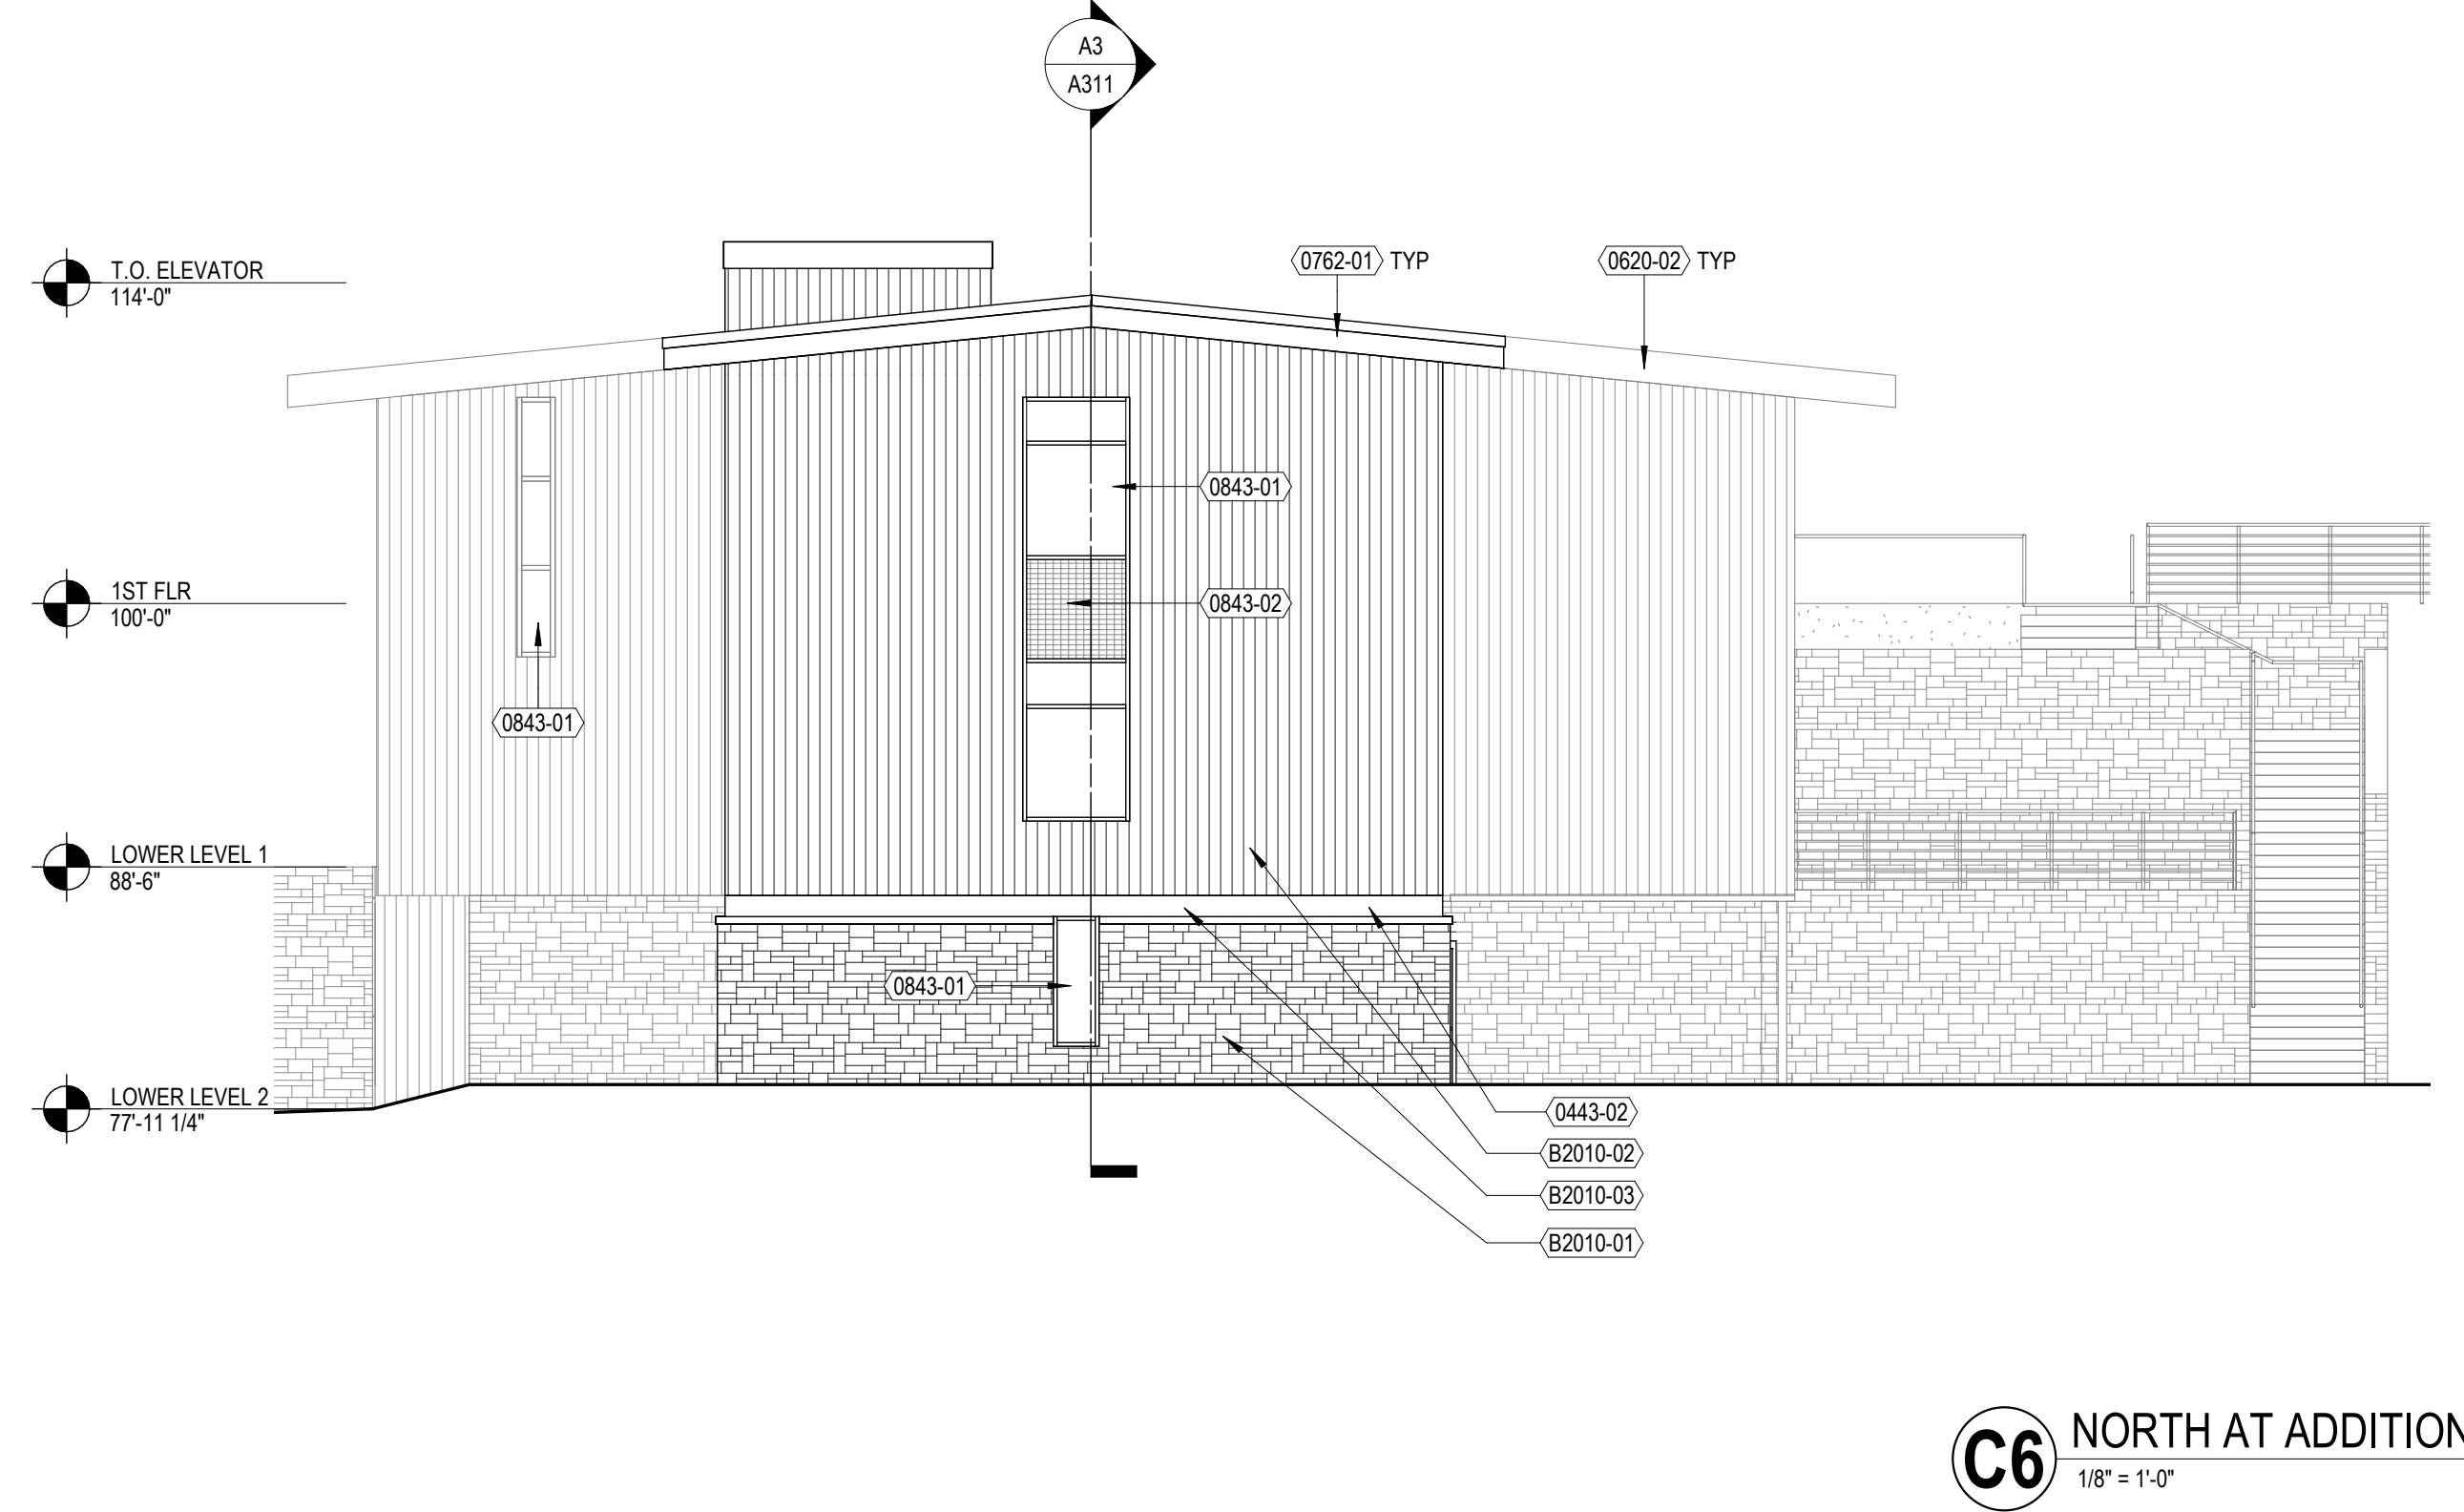 A3
A311
T.O. ELEVATOR
114'-0"
0762-01 TYP
0620-02 TYP
0843-01
1ST FLR
100'-0"
0843-02
0843-01
LOWER LEVEL 1
88'-6"
0843-01
LOWER LEVEL 2
77'-11 1/4"
0443-02
B2010-02
B2010-03
B2010-01
C6
NORTH AT ADDITION
1/8" = 1'-0"